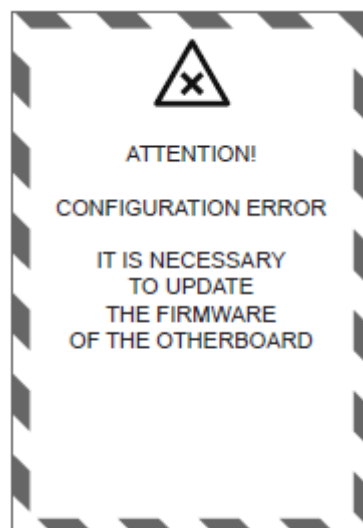 ATTENTION!
CONFIGURATION ERROR
IT IS NECESSARY
TO UPDATE
THE FIRMWARE
OF THE OTHERBOARD